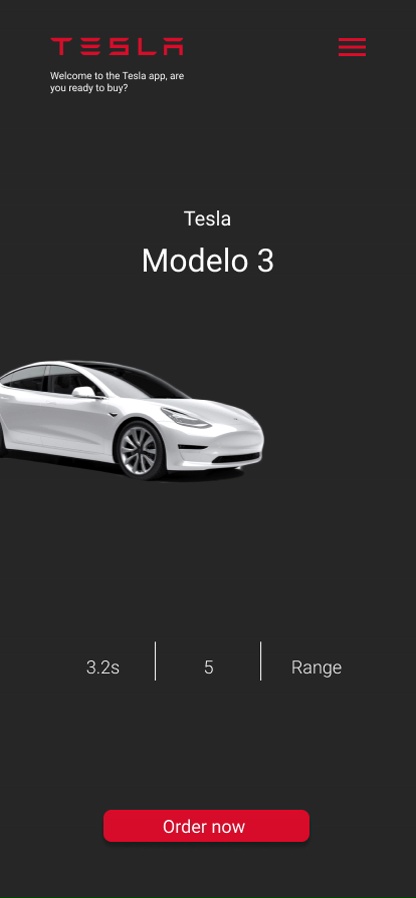 TESLA
Welcome to the Tesla app, are
you ready to buy?
Tesla
Modelo 3
3.2s
5
Range
Order now